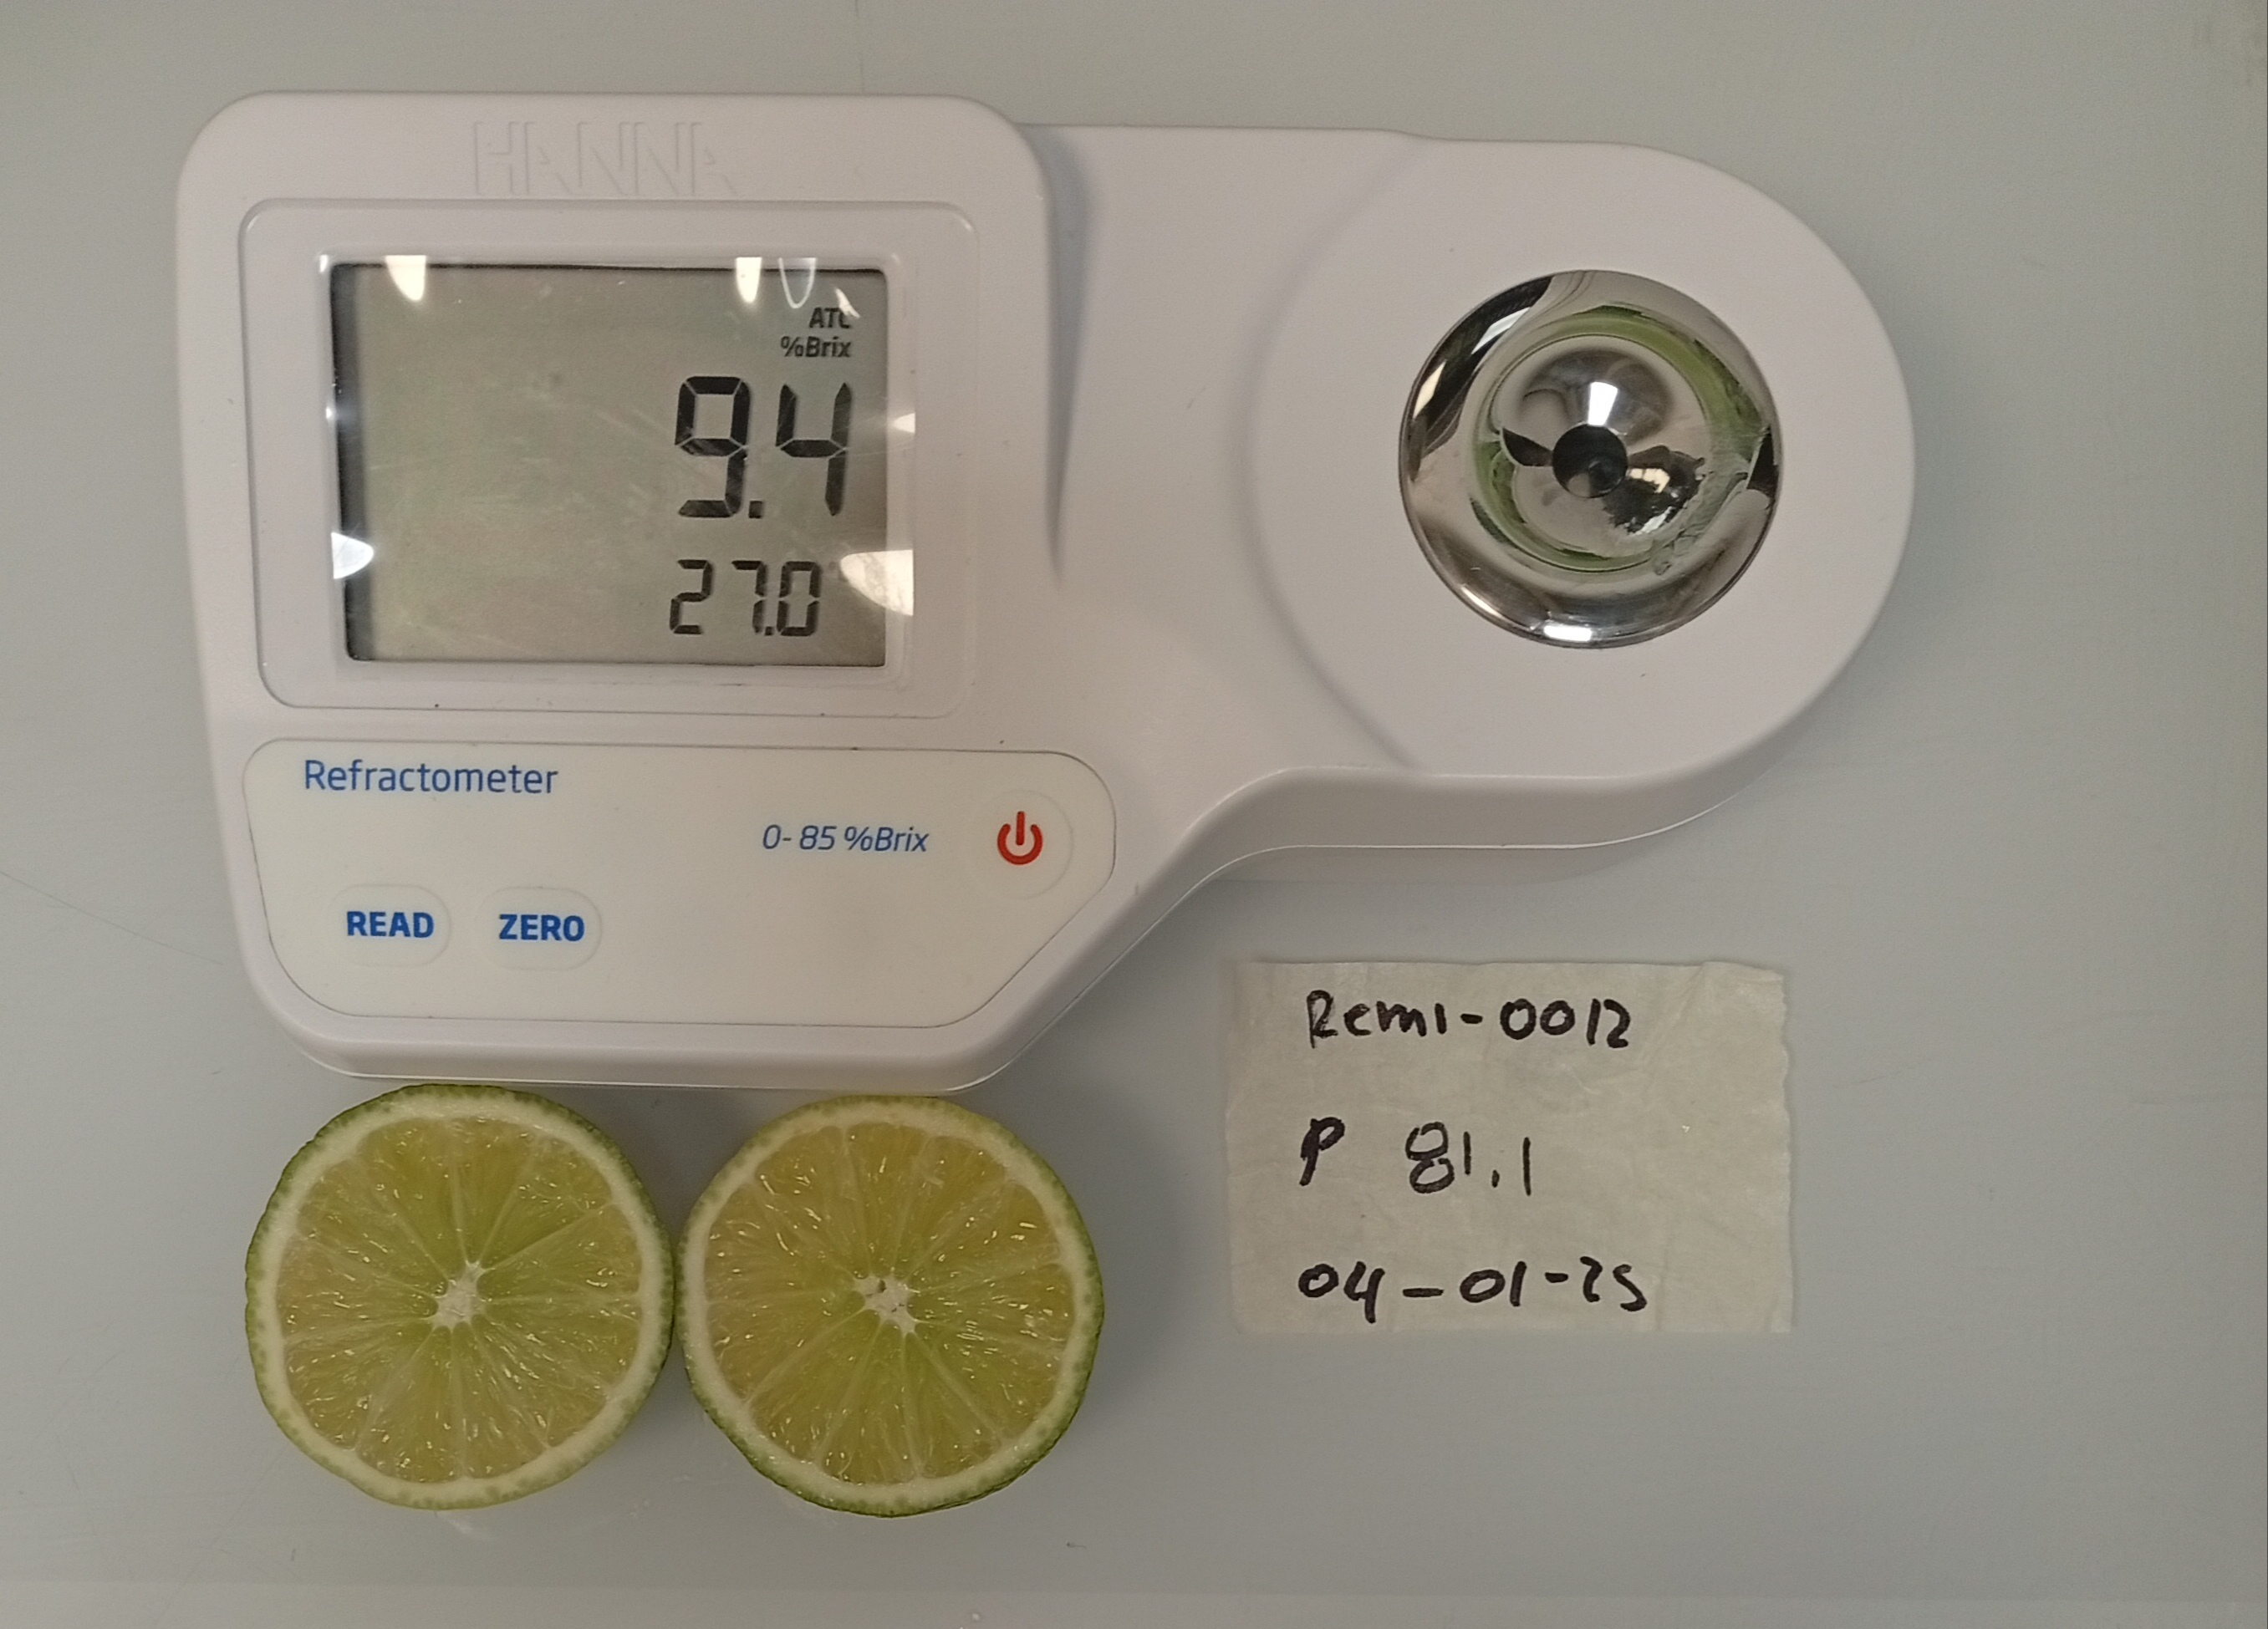 HANNA
ATC
%Brix
9.4
27.0
Refractometer
0-85 %Brix
READ ZERO
Remi-0012
P 81.1
04-01-25